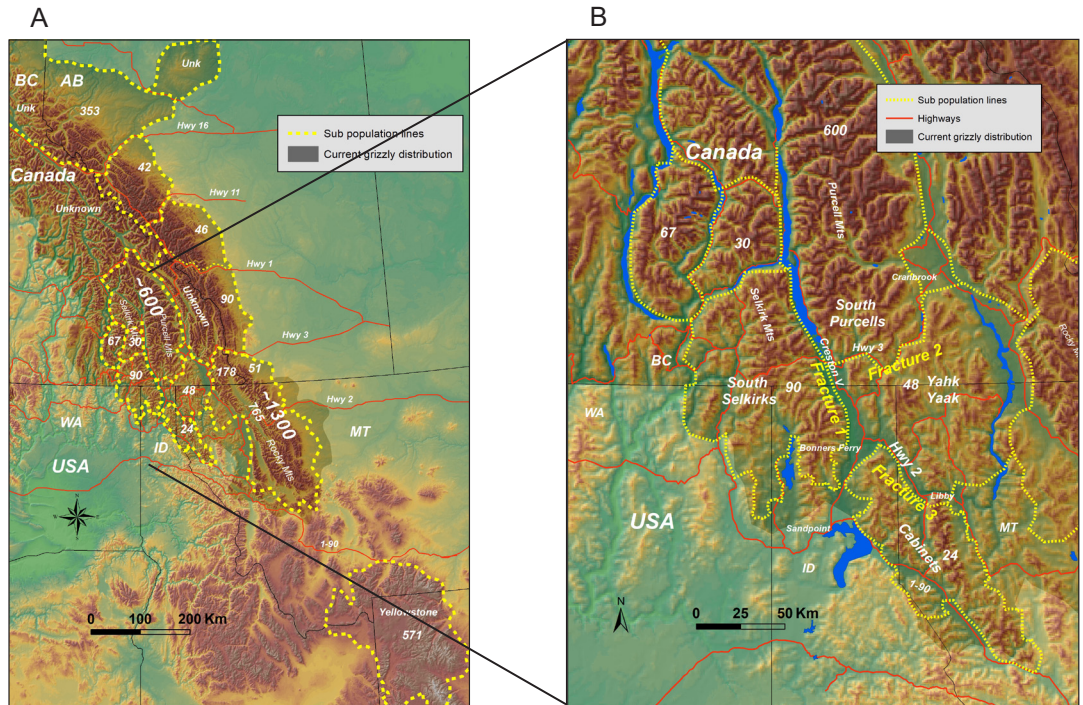 A
BC
AB
Unk
Unk
353
Hwy 16
Sub population lines
Current grizzly distribution
42
Canada
Hwy 11
Unknown
46
Hwy 1
~600
Unknown
90
Selkirk Mts
Purcell Mts
Hwy 3
67
30
51
90
178
48
Hwy 2
~1300
765
WA
24
MT
ID
Rocky Mts
USA
N
1-90
0 100 200 Km
Yellowstone
571
B
Sub population lines
Highways
Current grizzly distribution
600
Canada
Purcell Mts
67
30
Cranbrook
Selkirk Mts
South
Purcells
Rocky M
BC
Hwy 3
Creston V.
Fracture 2
South
Selkirks
90
Fracture 1
48
Yahk
Yaak
WA
Bonners Ferry
Hwy 2
Fracture 3
Libby
USA
Sandpoint
MT
Cabinets
24
ID
1-90
N
0 25 50 Km